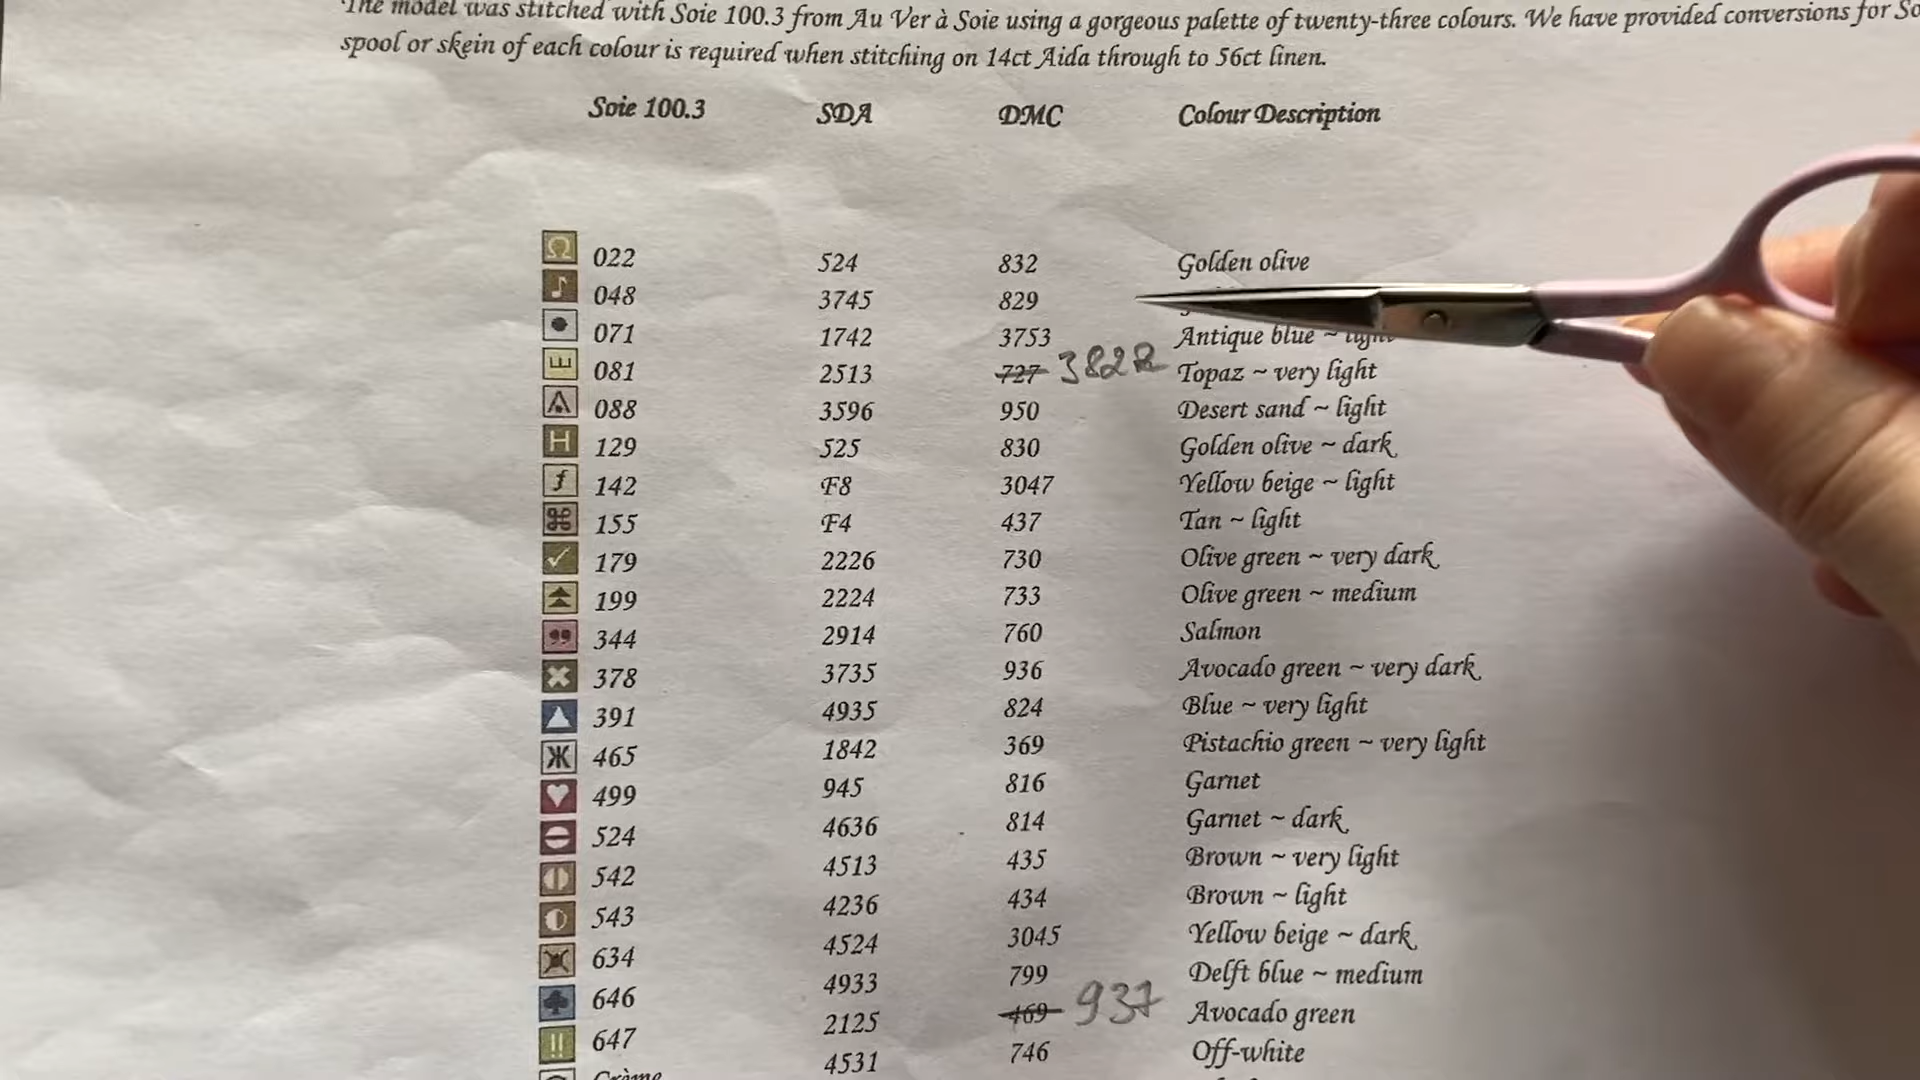 The model was stitched with Soie 100.3 from Au Ver à Soie using a gorgeous palette of twenty-three colours. We have provided conversions for
spool or skein of each colour is required when stitching on 14ct Aida through to 56ct linen.
Soie 100.3 SDA DMC Colour Description
Ω 022 524 832 Golden olive
♪ 048 3745 829
● 071 1742 3753 Antique blue ~ light
E 081 2513 727 3822 Topaz ~ very light
088 3596 950 Desert sand ~ light
H 129 525 830 Golden olive ~ dark
f 142 F8 3047 Yellow beige ~ light
⌘ 155 F4 437 Tan ~ light
✓ 179 2226 730 Olive green ~ very dark
199 2224 733 Olive green ~ medium
99 344 2914 760 Salmon
✖ 378 3735 936 Avocado green ~ very dark
▲ 391 4935 824 Blue ~ very light
Ж 465 1842 369 Pistachio green ~ very light
♥ 499 945 816 Garnet
524 4636 814 Garnet ~ dark
542 4513 435 Brown ~ very light
543 4236 434 Brown ~ light
634 4524 3045 Yellow beige ~ dark
♣ 646 4933 799 Delft blue ~ medium
!! 647 2125 469 937 Avocado green
Crème 4531 746 Off-white